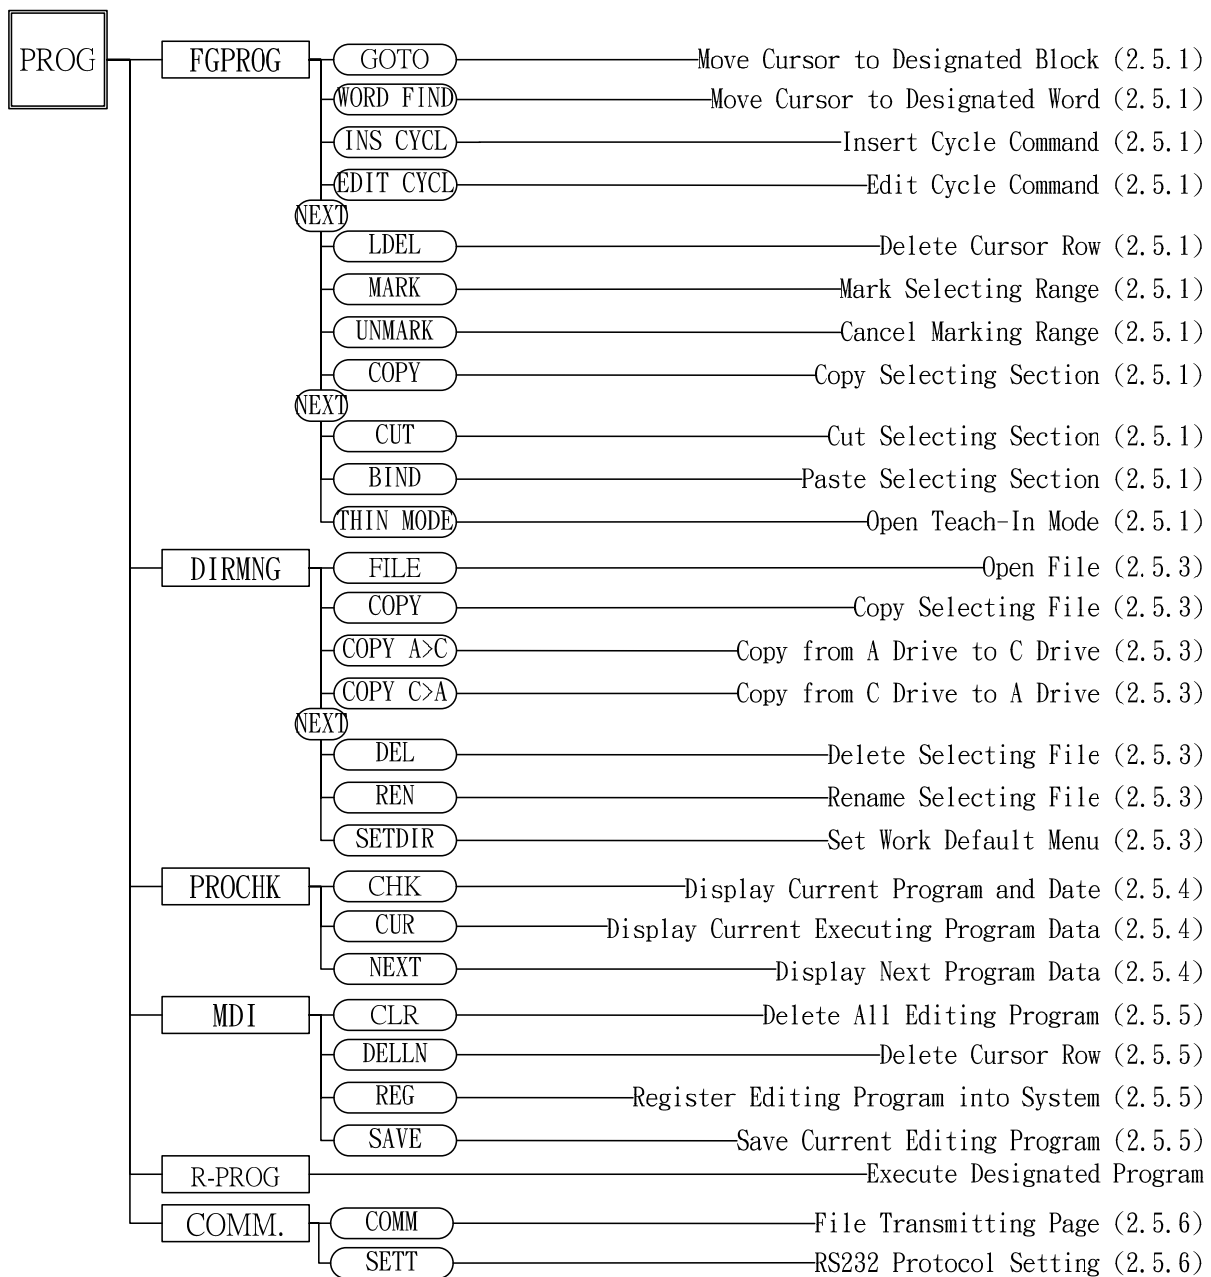 PROG FGPROG GOTO Move Cursor to Designated Block (2.5.1)
WORD FIND Move Cursor to Designated Word (2.5.1)
INS CYCL Insert Cycle Command (2.5.1)
EDIT CYCL Edit Cycle Command (2.5.1)
NEXT
LDEL Delete Cursor Row (2.5.1)
MARK Mark Selecting Range (2.5.1)
UNMARK Cancel Marking Range (2.5.1)
COPY Copy Selecting Section (2.5.1)
NEXT
CUT Cut Selecting Section (2.5.1)
BIND Paste Selecting Section (2.5.1)
THIN MODE Open Teach-In Mode (2.5.1)
DIRMNG FILE Open File (2.5.3)
COPY Copy Selecting File (2.5.3)
COPY A>C Copy from A Drive to C Drive (2.5.3)
COPY C>A Copy from C Drive to A Drive (2.5.3)
NEXT
DEL Delete Selecting File (2.5.3)
REN Rename Selecting File (2.5.3)
SETDIR Set Work Default Menu (2.5.3)
PROCHK CHK Display Current Program and Date (2.5.4)
CUR Display Current Executing Program Data (2.5.4)
NEXT Display Next Program Data (2.5.4)
MDI CLR Delete All Editing Program (2.5.5)
DELLN Delete Cursor Row (2.5.5)
REG Register Editing Program into System (2.5.5)
SAVE Save Current Editing Program (2.5.5)
R-PROG Execute Designated Program
COMM. COMM File Transmitting Page (2.5.6)
SETT RS232 Protocol Setting (2.5.6)